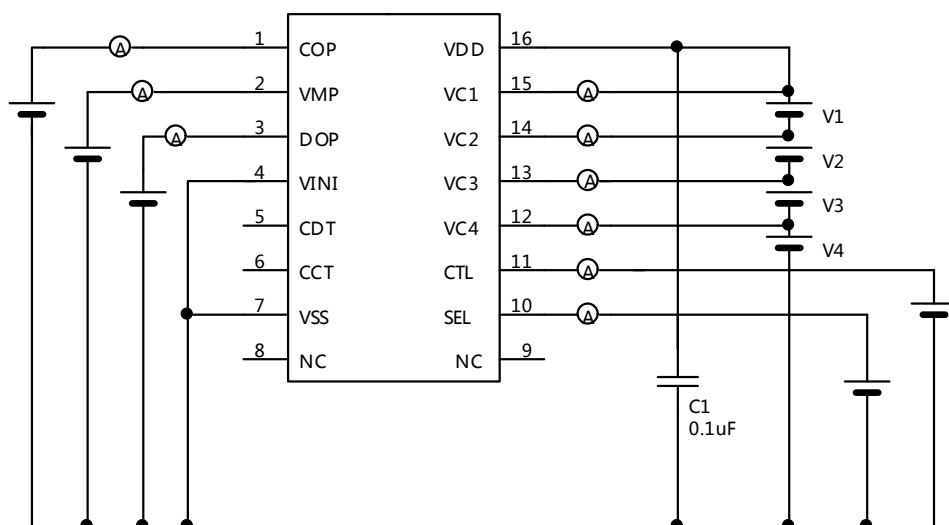 1 COP VDD 16
A
2 VMP VC1 15
A A
V1
3 DOP VC2 14
A A
4 VINI VC3 13
A
V2
5 CDT VC4 12
A
V3
6 CCT CTL 11
A
V4
7 VSS SEL 10
A
8 NC NC 9
C1
0.1uF